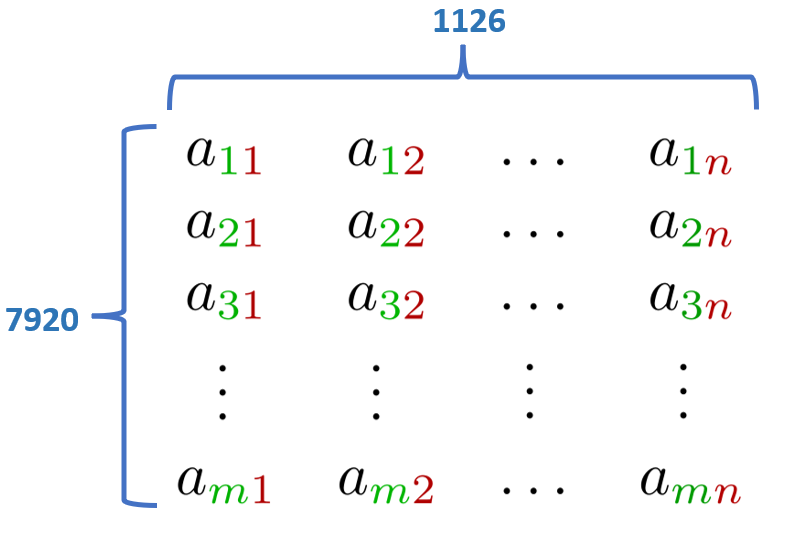 1126
a₁₁ a₁₂ ... a₁ₙ
a₂₁ a₂₂ ... a₂ₙ
a₃₁ a₃₂ ... a₃ₙ
7920
⋮ ⋮ ⋮ ⋮
aₘ₁ aₘ₂ ... aₘₙ